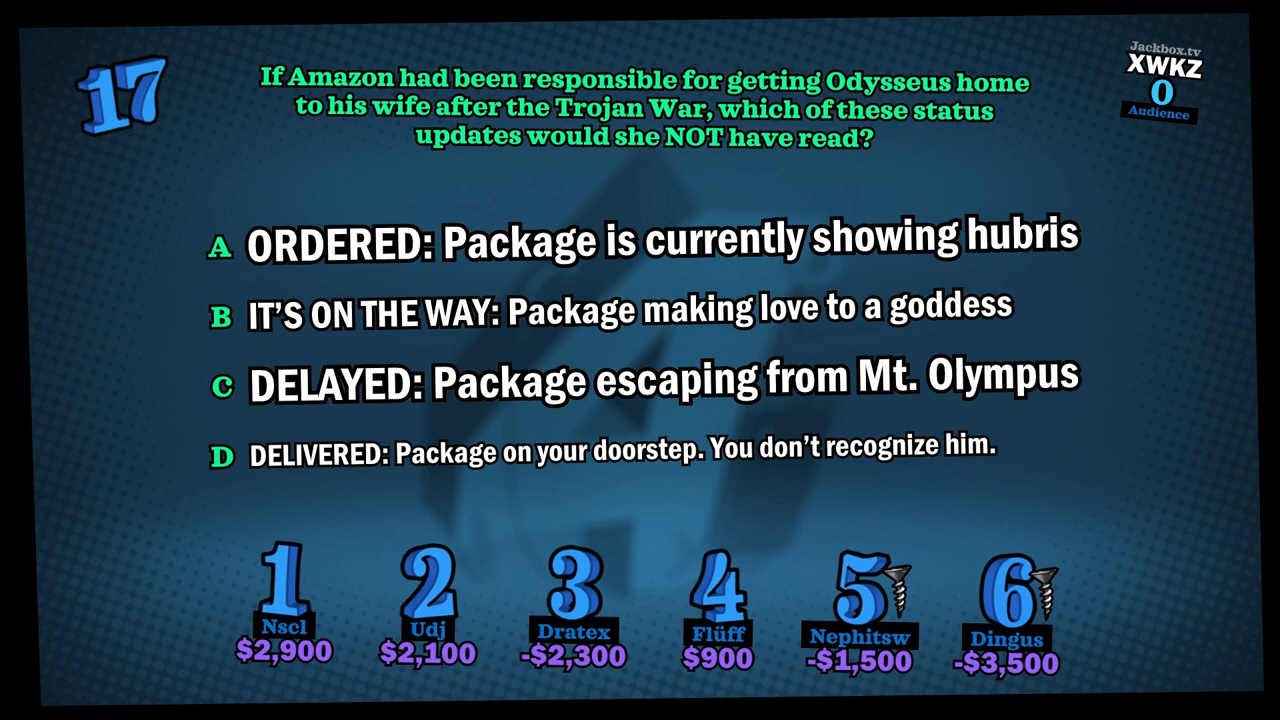 17
If Amazon had been responsible for getting Odysseus home
to his wife after the Trojan War, which of these status
updates would she NOT have read?
Jackbox.tv
XWKZ
0
Audience
A ORDERED: Package is currently showing hubris
B IT'S ON THE WAY: Package making love to a goddess
C DELAYED: Package escaping from Mt. Olympus
D DELIVERED: Package on your doorstep. You don't recognize him.
1 2 3 4 5 6
Nscl Udj Dratex Flüff Nephitsw Dingus
$2,900 $2,100 -$2,300 $900 -$1,500 -$3,500